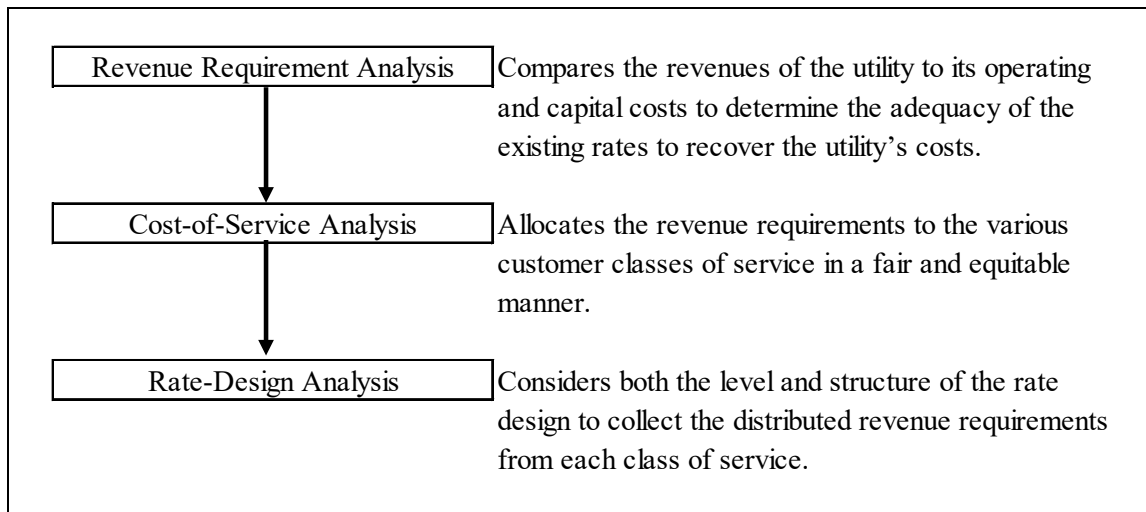 Revenue Requirement Analysis
Compares the revenues of the utility to its operating
and capital costs to determine the adequacy of the
existing rates to recover the utility’s costs.
Cost-of-Service Analysis
Allocates the revenue requirements to the various
customer classes of service in a fair and equitable
manner.
Rate-Design Analysis
Considers both the level and structure of the rate
design to collect the distributed revenue requirements
from each class of service.